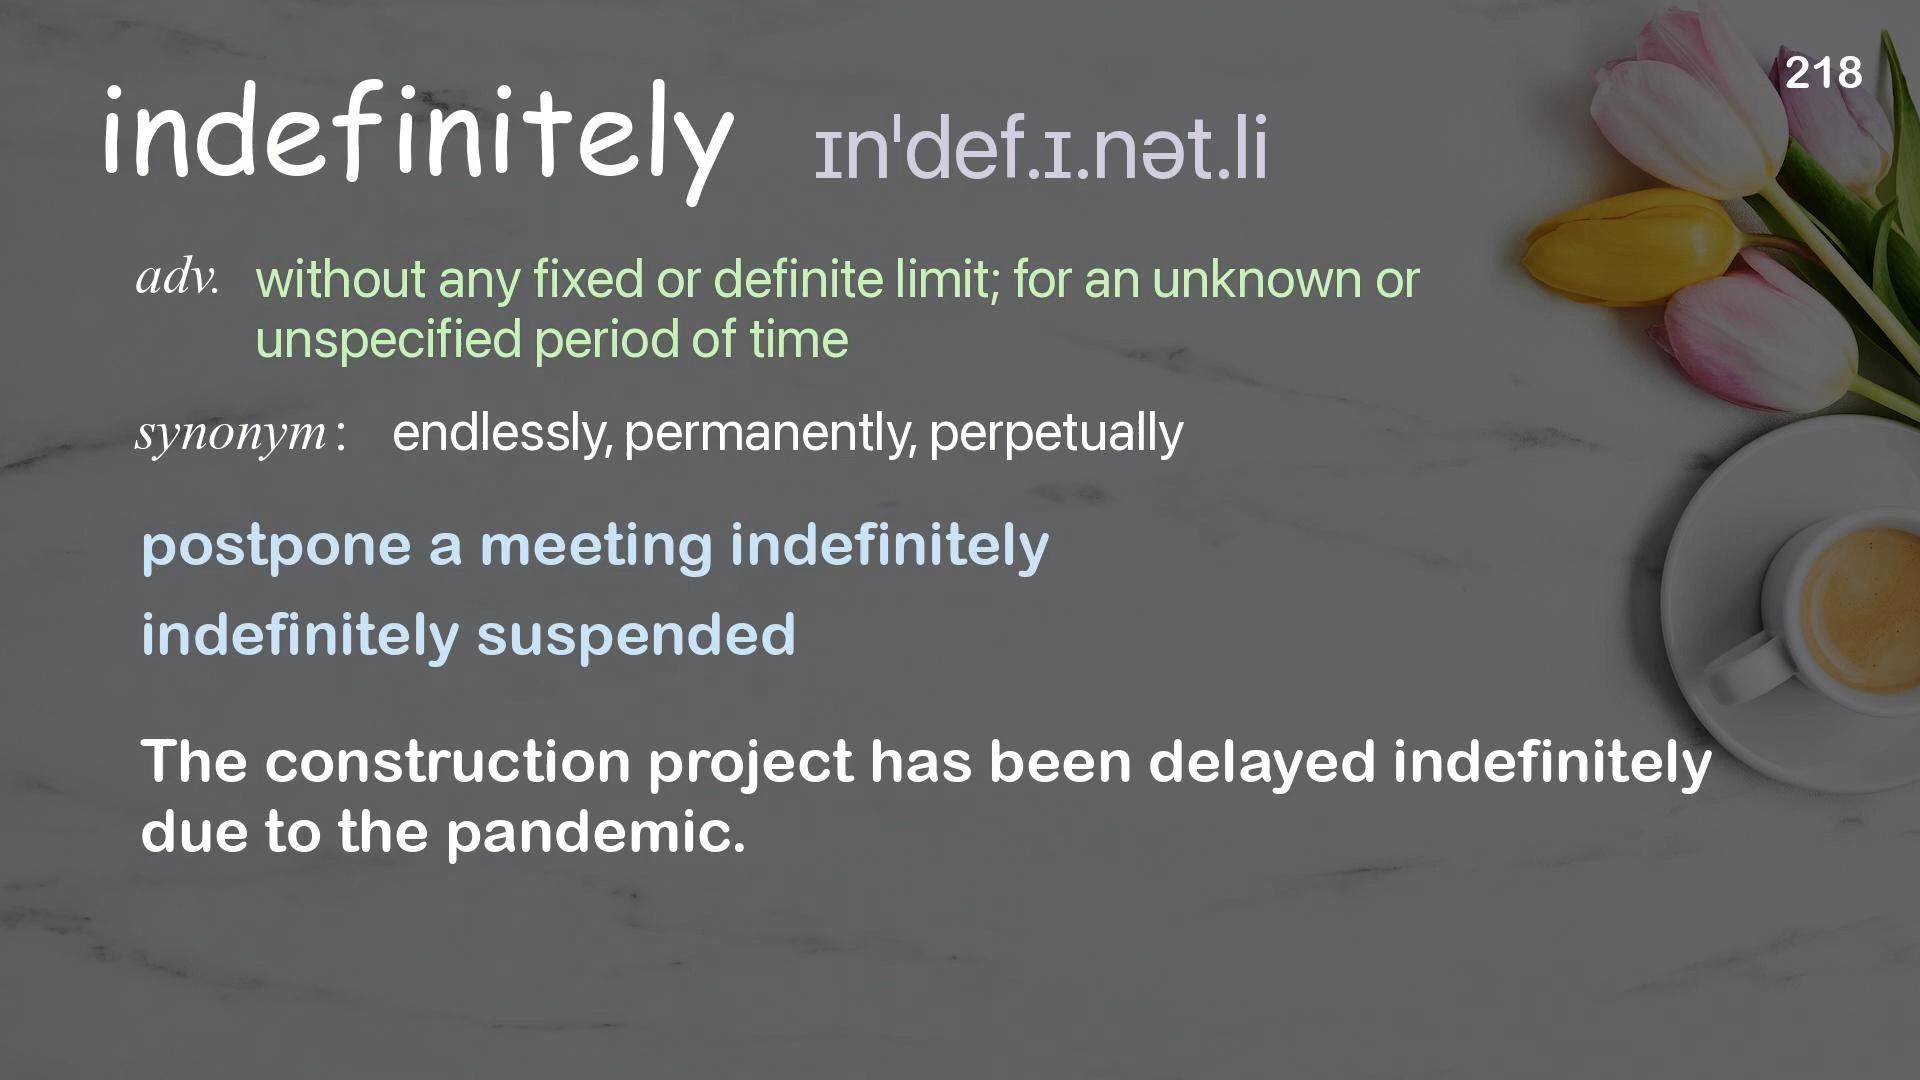 218
indefinitely ɪnˈdef.ɪ.nət.li
adv. without any fixed or definite limit; for an unknown or
unspecified period of time
synonym: endlessly, permanently, perpetually
postpone a meeting indefinitely
indefinitely suspended
The construction project has been delayed indefinitely
due to the pandemic.